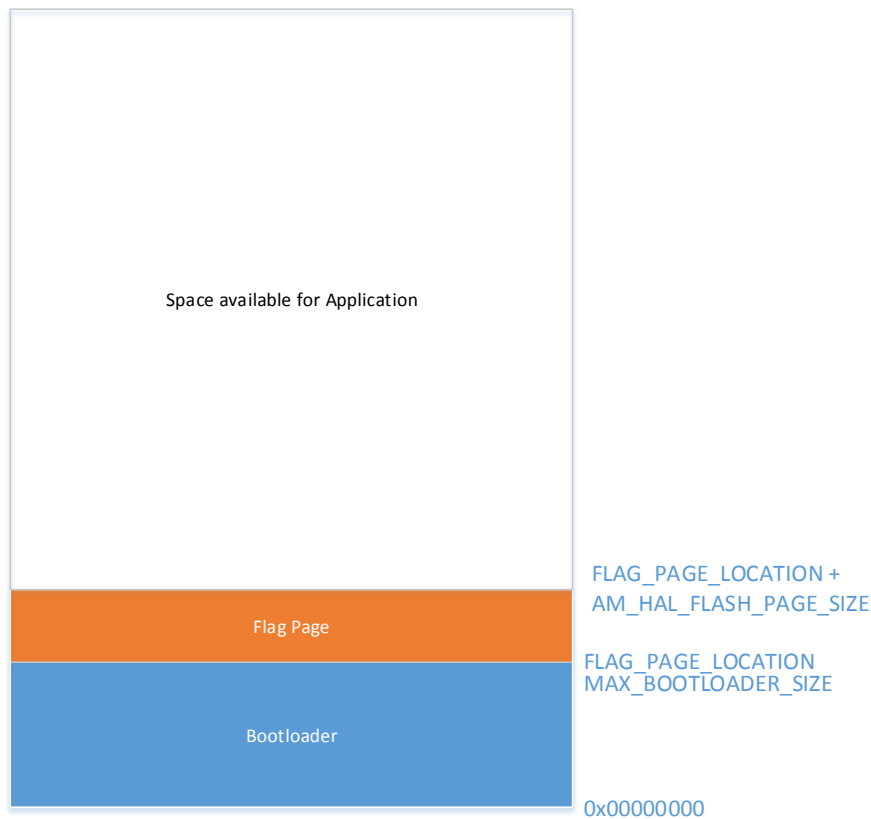 Space available for Application
FLAG_PAGE_LOCATION +
AM_HAL_FLASH_PAGE_SIZE
Flag Page
FLAG_PAGE_LOCATION
MAX_BOOTLOADER_SIZE
Bootloader
0x00000000